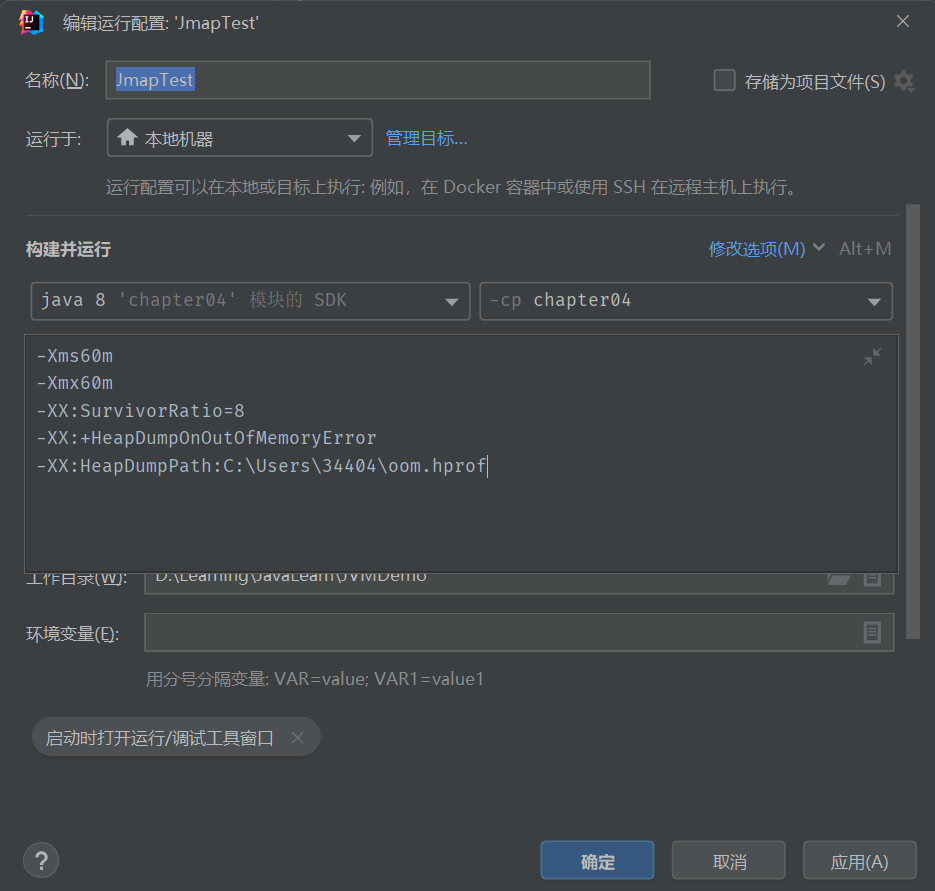 编辑运行配置: 'JmapTest'
名称(N): JmapTest 存储为项目文件(S)
运行于: 本地机器 管理目标...
运行配置可以在本地或目标上执行: 例如，在 Docker 容器中或使用 SSH 在远程主机上执行。
构建并运行 修改选项(M) Alt+M
java 8 'chapter04' 模块的 SDK -cp chapter04
-Xms60m
-Xmx60m
-XX:SurvivorRatio=8
-XX:+HeapDumpOnOutOfMemoryError
-XX:HeapDumpPath:C:\Users\34404\oom.hprof
工作目录(W): D:\Learning\JavaLearn\JVMDemo
环境变量(E):
用分号分隔变量: VAR=value; VAR1=value1
启动时打开运行/调试工具窗口
? 确定 取消 应用(A)